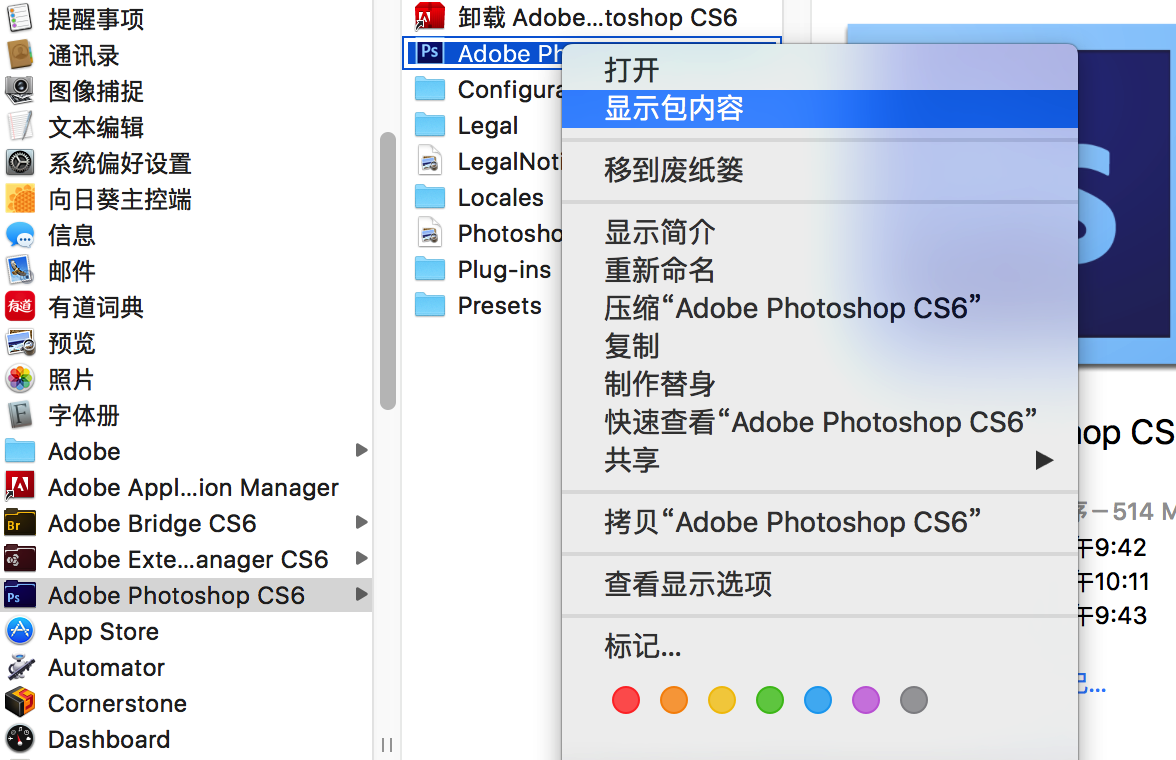 提醒事项
通讯录
图像捕捉
文本编辑
系统偏好设置
向日葵主控端
信息
邮件
有道
有道词典
预览
照片
字体册
Adobe
Adobe Appl...ion Manager
Br
Adobe Bridge CS6
Adobe Exte...anager CS6
Ps
Adobe Photoshop CS6
App Store
Automator
Cornerstone
Dashboard
卸载 Adobe...toshop CS6
Ps
Adobe Ph
Configura
Legal
LegalNoti
Locales
Photosho
Plug-ins
Presets
打开
显示包内容
移到废纸篓
显示简介
重新命名
压缩“Adobe Photoshop CS6”
复制
制作替身
快速查看“Adobe Photoshop CS6”
共享
拷贝“Adobe Photoshop CS6”
查看显示选项
标记...
S
hop CS
序 – 514 M
午9:42
午10:11
午9:43